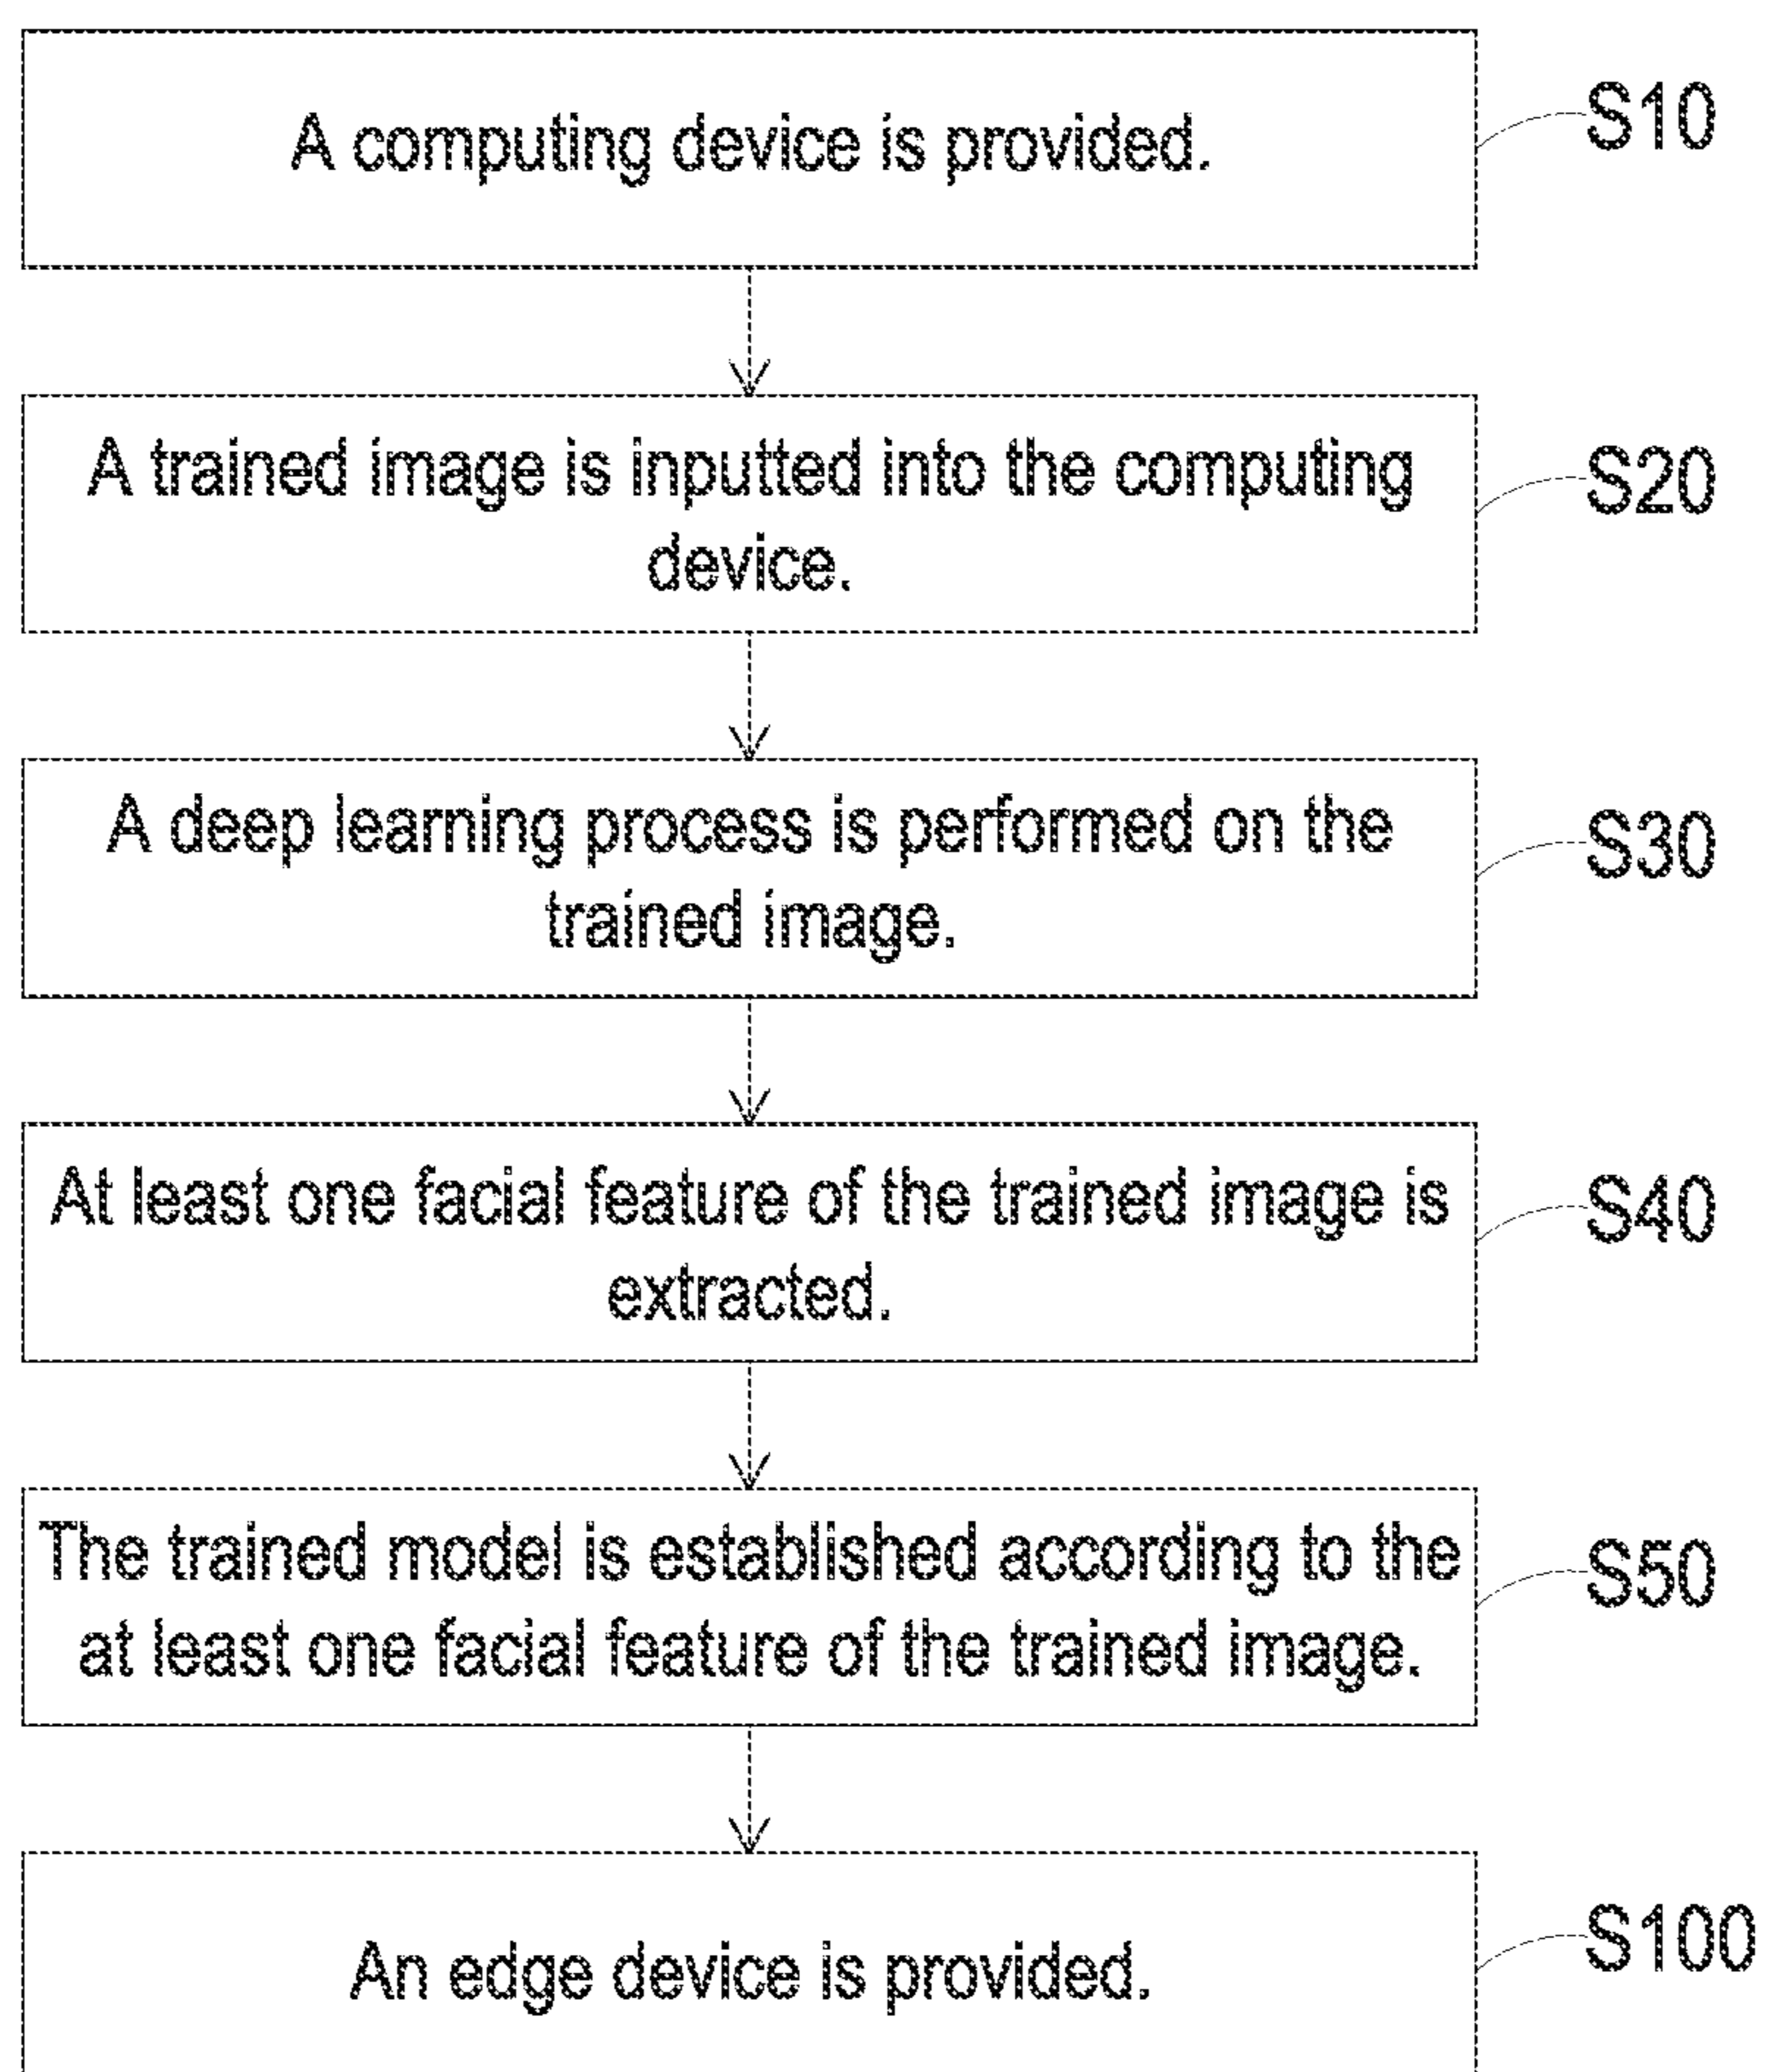 A computing device is provided.
S10
A trained image is inputted into the computing
device.
S20
A deep learning process is performed on the
trained image.
S30
At least one facial feature of the trained image is
extracted.
S40
The trained model is established according to the
at least one facial feature of the trained image.
S50
An edge device is provided.
S100